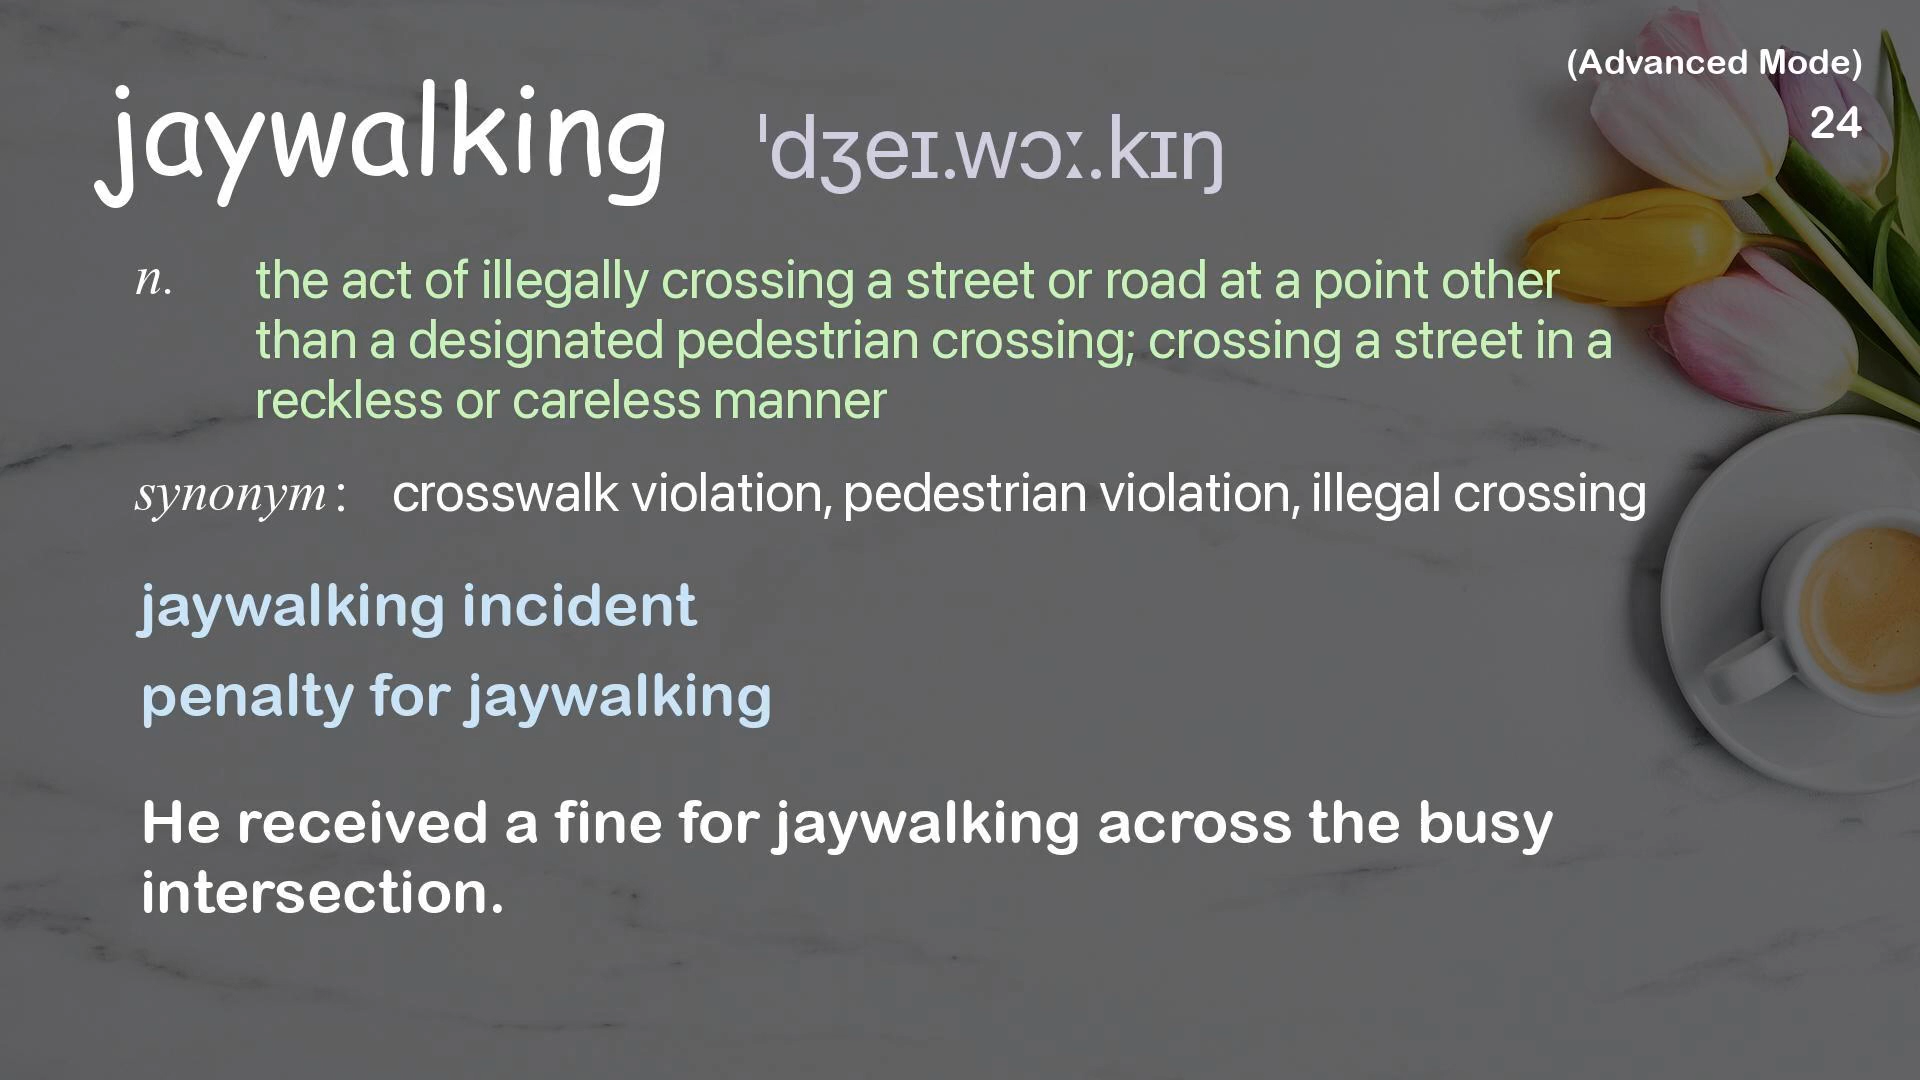 (Advanced Mode)
24
jaywalking ˈdʒeɪ.wɔː.kɪŋ
n. the act of illegally crossing a street or road at a point other
than a designated pedestrian crossing; crossing a street in a
reckless or careless manner
synonym: crosswalk violation, pedestrian violation, illegal crossing
jaywalking incident
penalty for jaywalking
He received a fine for jaywalking across the busy
intersection.